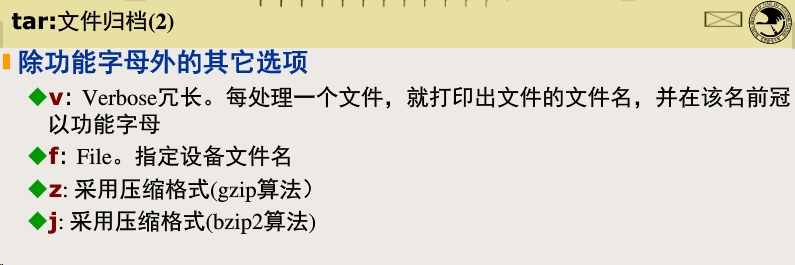 tar:文件归档(2)
除功能字母外的其它选项
v: Verbose冗长。每处理一个文件，就打印出文件的文件名，并在该名前冠
以功能字母
f: File。指定设备文件名
z: 采用压缩格式(gzip算法）
j: 采用压缩格式(bzip2算法)